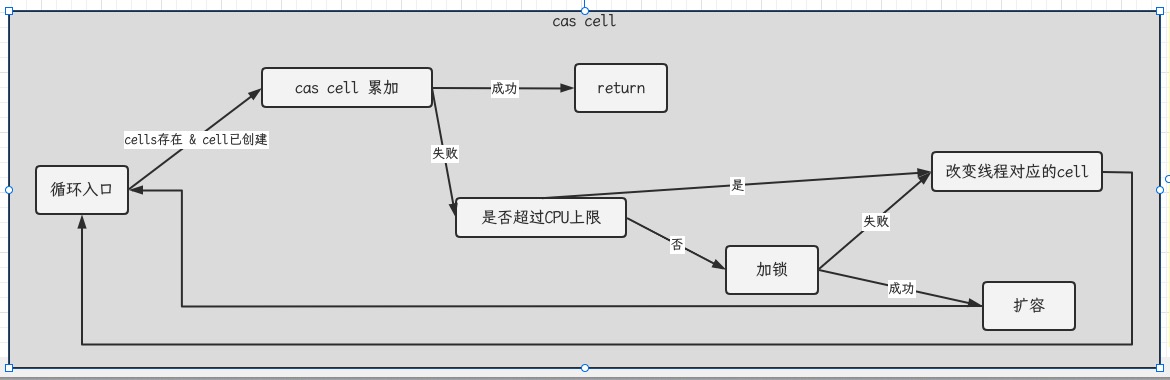 cas cell
cas cell 累加
成功
return
cells存在 & cell已创建
失败
循环入口
改变线程对应的cell
是
是否超过CPU上限
失败
否
加锁
成功
扩容